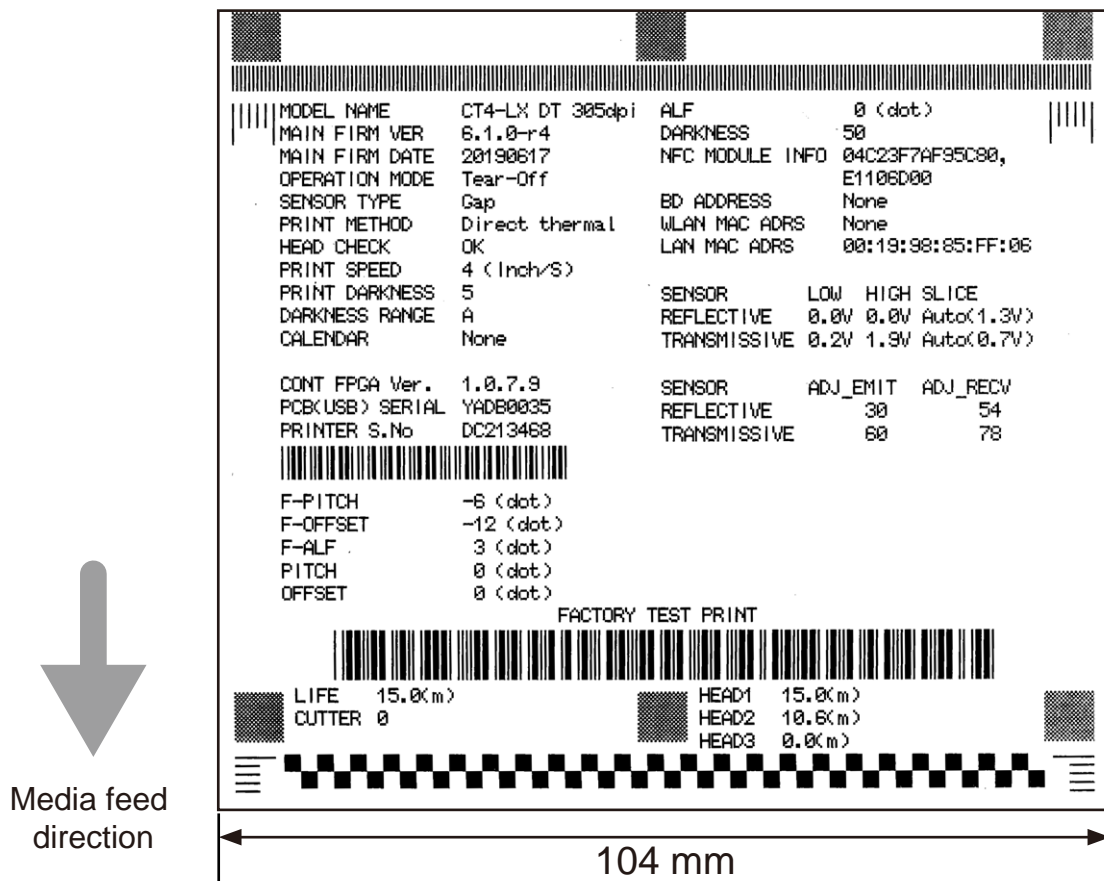 MODEL NAME CT4-LX DT 305dpi
MAIN FIRM VER 6.1.0-r4
MAIN FIRM DATE 20190617
OPERATION MODE Tear-Off
SENSOR TYPE Gap
PRINT METHOD Direct thermal
HEAD CHECK OK
PRINT SPEED 4 (Inch/S)
PRINT DARKNESS 5
DARKNESS RANGE A
CALENDAR None
CONT FPGA Ver. 1.0.7.9
PCB(USB) SERIAL YADB0035
PRINTER S.No DC213468
F-PITCH -6 (dot)
F-OFFSET -12 (dot)
F-ALF 3 (dot)
PITCH 0 (dot)
OFFSET 0 (dot)
ALF 0 (dot)
DARKNESS 50
NFC MODULE INFO 04C23F7AF95C80,
E1106D00
BD ADDRESS None
WLAN MAC ADRS None
LAN MAC ADRS 00:19:98:85:FF:06
SENSOR LOW HIGH SLICE
REFLECTIVE 0.0V 0.0V Auto(1.3V)
TRANSMISSIVE 0.2V 1.9V Auto(0.7V)
SENSOR ADJ_EMIT ADJ_RECV
REFLECTIVE 30 54
TRANSMISSIVE 60 78
FACTORY TEST PRINT
LIFE 15.0(m)
CUTTER 0
HEAD1 15.0(m)
HEAD2 10.6(m)
HEAD3 0.0(m)
Media feed
direction
104 mm